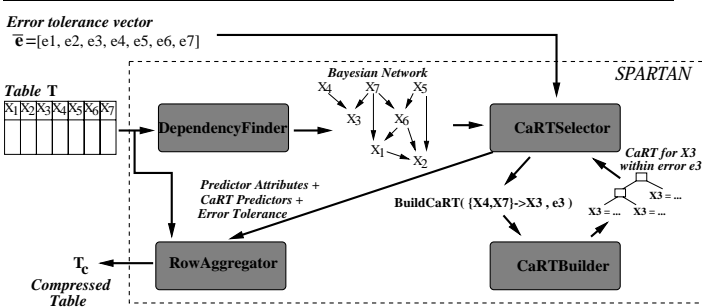 Error tolerance vector
e =[e1, e2, e3, e4, e5, e6, e7]
SPARTAN
Table T
X1 X2 X3 X4 X5 X6 X7
DependencyFinder
Bayesian Network
X4 X7 X5
X3 X6
X1 X2
CaRTSelector
CaRT for X3
within error e3
X3 = ...
X3 = ... X3 = ...
Predictor Attributes +
CaRT Predictors +
Error Tolerance
BuildCaRT( {X4,X7}->X3 , e3 )
RowAggregator
CaRTBuilder
Tc
Compressed
Table